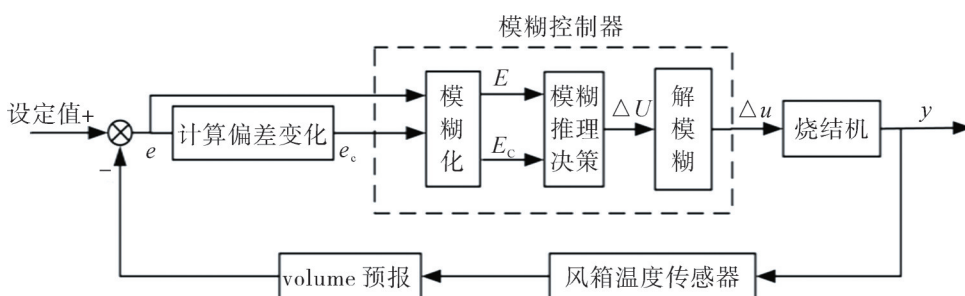 模糊控制器
设定值+
−
e
计算偏差变化
e_c
模糊化
E
E_C
模糊推理决策
△U
解模糊
△u
烧结机
y
volume 预报
风箱温度传感器